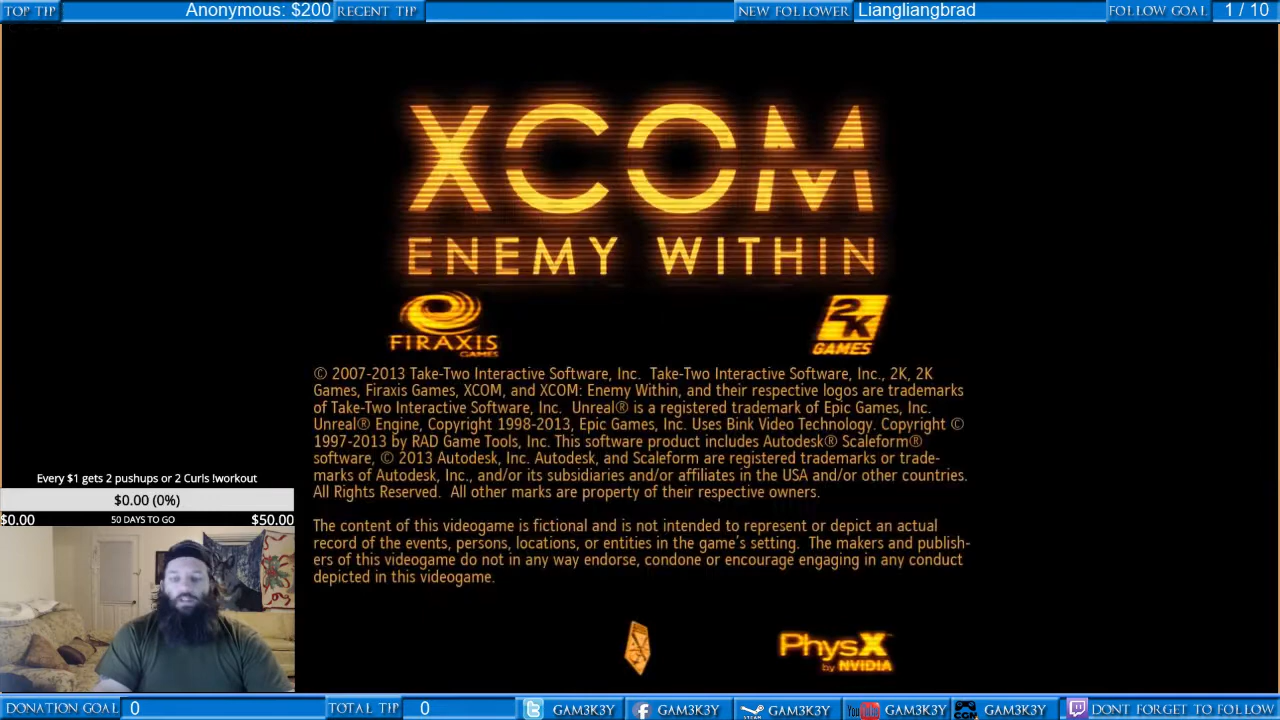 TOP TIP Anonymous: $200 RECENT TIP NEW FOLLOWER Liangliangbrad FOLLOW GOAL 1 / 10
XCOM
ENEMY WITHIN
FIRAXIS
GAMES
2K
GAMES
© 2007-2013 Take-Two Interactive Software, Inc.  Take-Two Interactive Software, Inc., 2K, 2K
Games, Firaxis Games, XCOM, and XCOM: Enemy Within, and their respective logos are trademarks
of Take-Two Interactive Software, Inc.  Unreal® is a registered trademark of Epic Games, Inc.
Unreal® Engine, Copyright 1998-2013, Epic Games, Inc. Uses Bink Video Technology. Copyright ©
1997-2013 by RAD Game Tools, Inc. This software product includes Autodesk® Scaleform®
software, © 2013 Autodesk, Inc. Autodesk, and Scaleform are registered trademarks or trade-
marks of Autodesk, Inc., and/or its subsidiaries and/or affiliates in the USA and/or other countries.
All Rights Reserved.  All other marks are property of their respective owners.
The content of this videogame is fictional and is not intended to represent or depict an actual
record of the events, persons, locations, or entities in the game's setting.  The makers and publish-
ers of this videogame do not in any way endorse, condone or encourage engaging in any conduct
depicted in this videogame.
Every $1 gets 2 pushups or 2 Curls !workout
$0.00 (0%)
$0.00 50 DAYS TO GO $50.00
PhysX
by NVIDIA
DONATION GOAL 0 TOTAL TIP 0 GAM3K3Y GAM3K3Y STEAM GAM3K3Y YouTube GAM3K3Y GAM3K3Y DONT FORGET TO FOLLOW